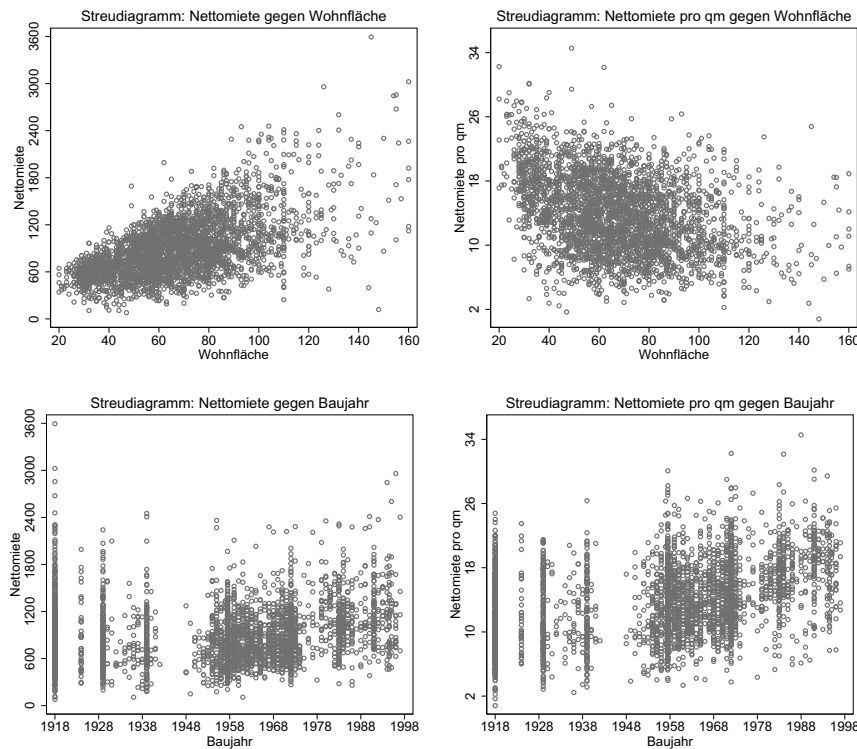 Streudiagramm: Nettomiete gegen Wohnfläche
Nettomiete
3600
3000
2400
1800
1200
600
0
20 40 60 80 100 120 140 160
Wohnfläche
Streudiagramm: Nettomiete pro qm gegen Wohnfläche
Nettomiete pro qm
34
26
18
10
2
20 40 60 80 100 120 140 160
Wohnfläche
Streudiagramm: Nettomiete gegen Baujahr
Nettomiete
3600
3000
2400
1800
1200
600
0
1918 1928 1938 1948 1958 1968 1978 1988 1998
Baujahr
Streudiagramm: Nettomiete pro qm gegen Baujahr
Nettomiete pro qm
34
26
18
10
2
1918 1928 1938 1948 1958 1968 1978 1988 1998
Baujahr